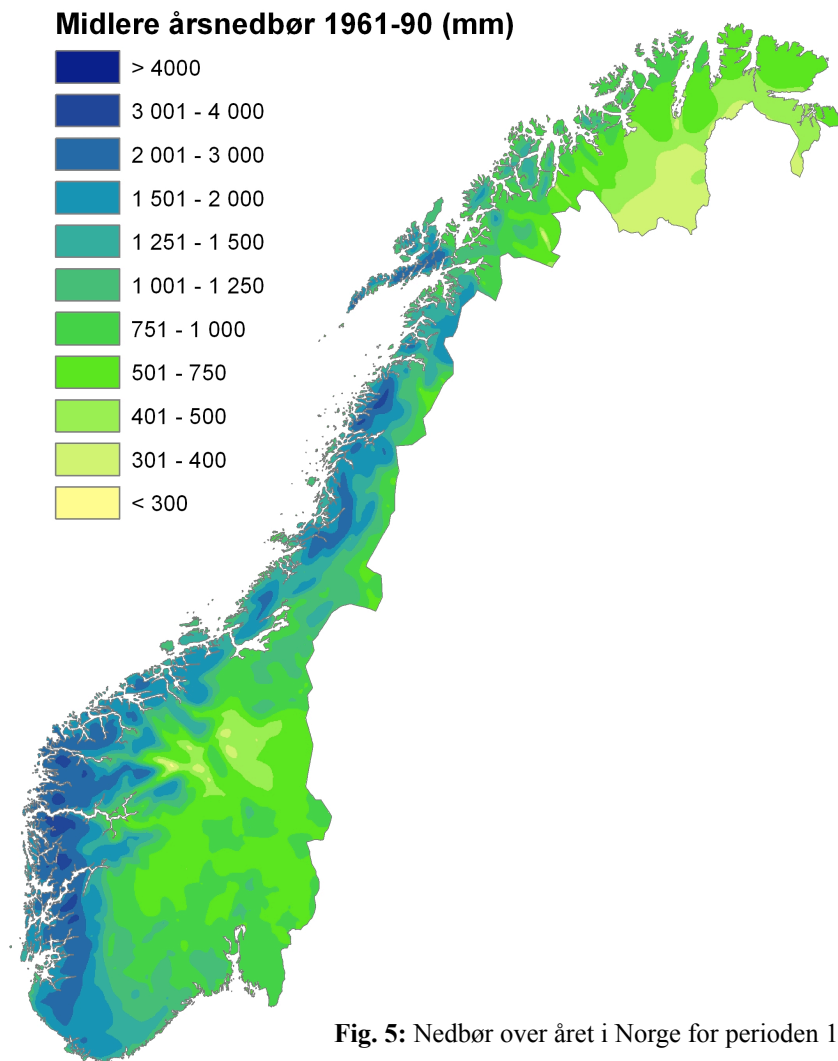 Midlere årsnedbør 1961-90 (mm)
> 4000
3 001 - 4 000
2 001 - 3 000
1 501 - 2 000
1 251 - 1 500
1 001 - 1 250
751 - 1 000
501 - 750
401 - 500
301 - 400
< 300
Fig. 5: Nedbør over året i Norge for perioden 1